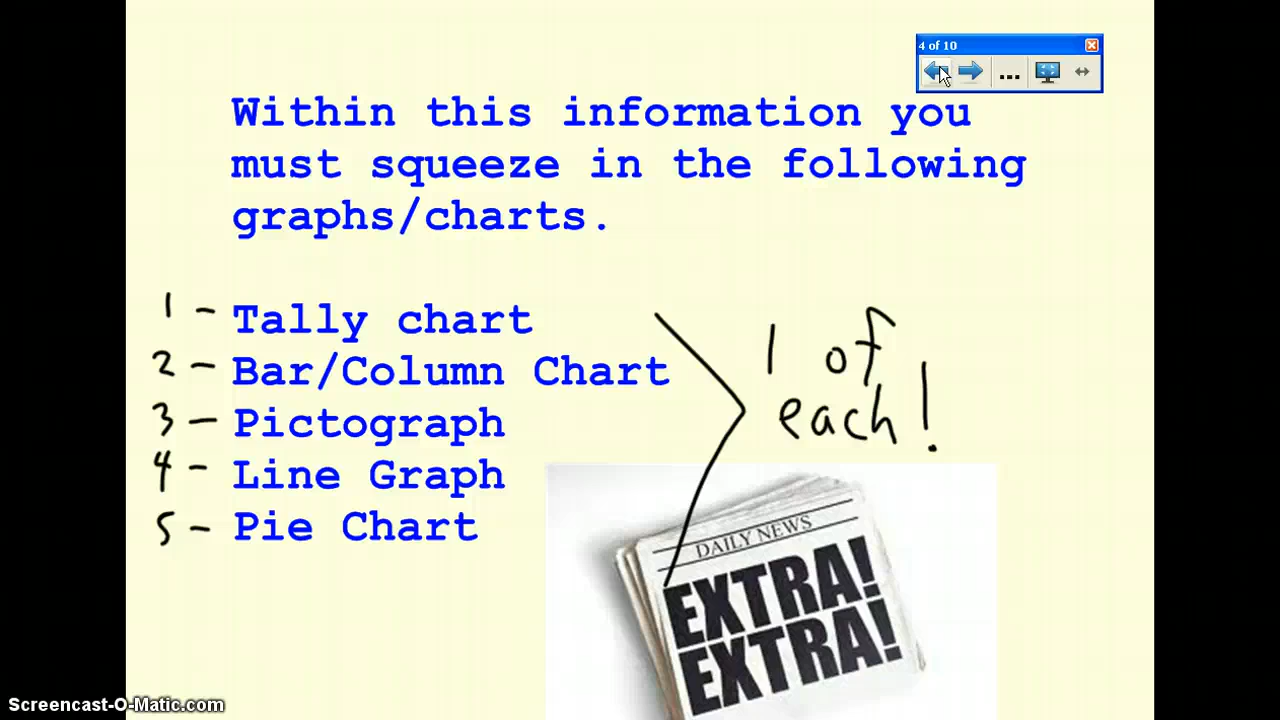 4 of 10
Within this information you
must squeeze in the following
graphs/charts.
1 - Tally chart
2 - Bar/Column Chart
3 - Pictograph
4 - Line Graph
5 - Pie Chart
1 of
each!
DAILY NEWS
EXTRA!
EXTRA!
Screencast-O-Matic.com